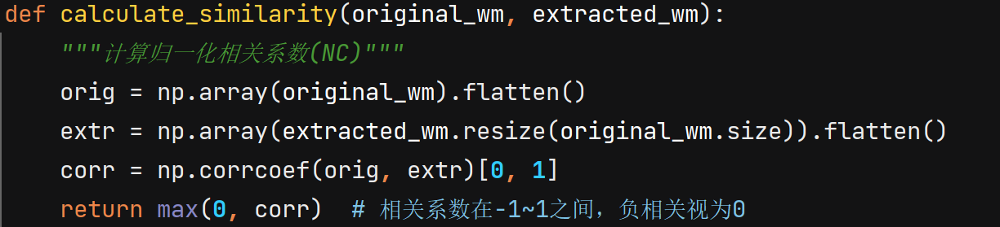 def calculate_similarity(original_wm, extracted_wm):
    """计算归一化相关系数(NC)"""
    orig = np.array(original_wm).flatten()
    extr = np.array(extracted_wm.resize(original_wm.size)).flatten()
    corr = np.corrcoef(orig, extr)[0, 1]
    return max(0, corr)  # 相关系数在-1~1之间，负相关视为0